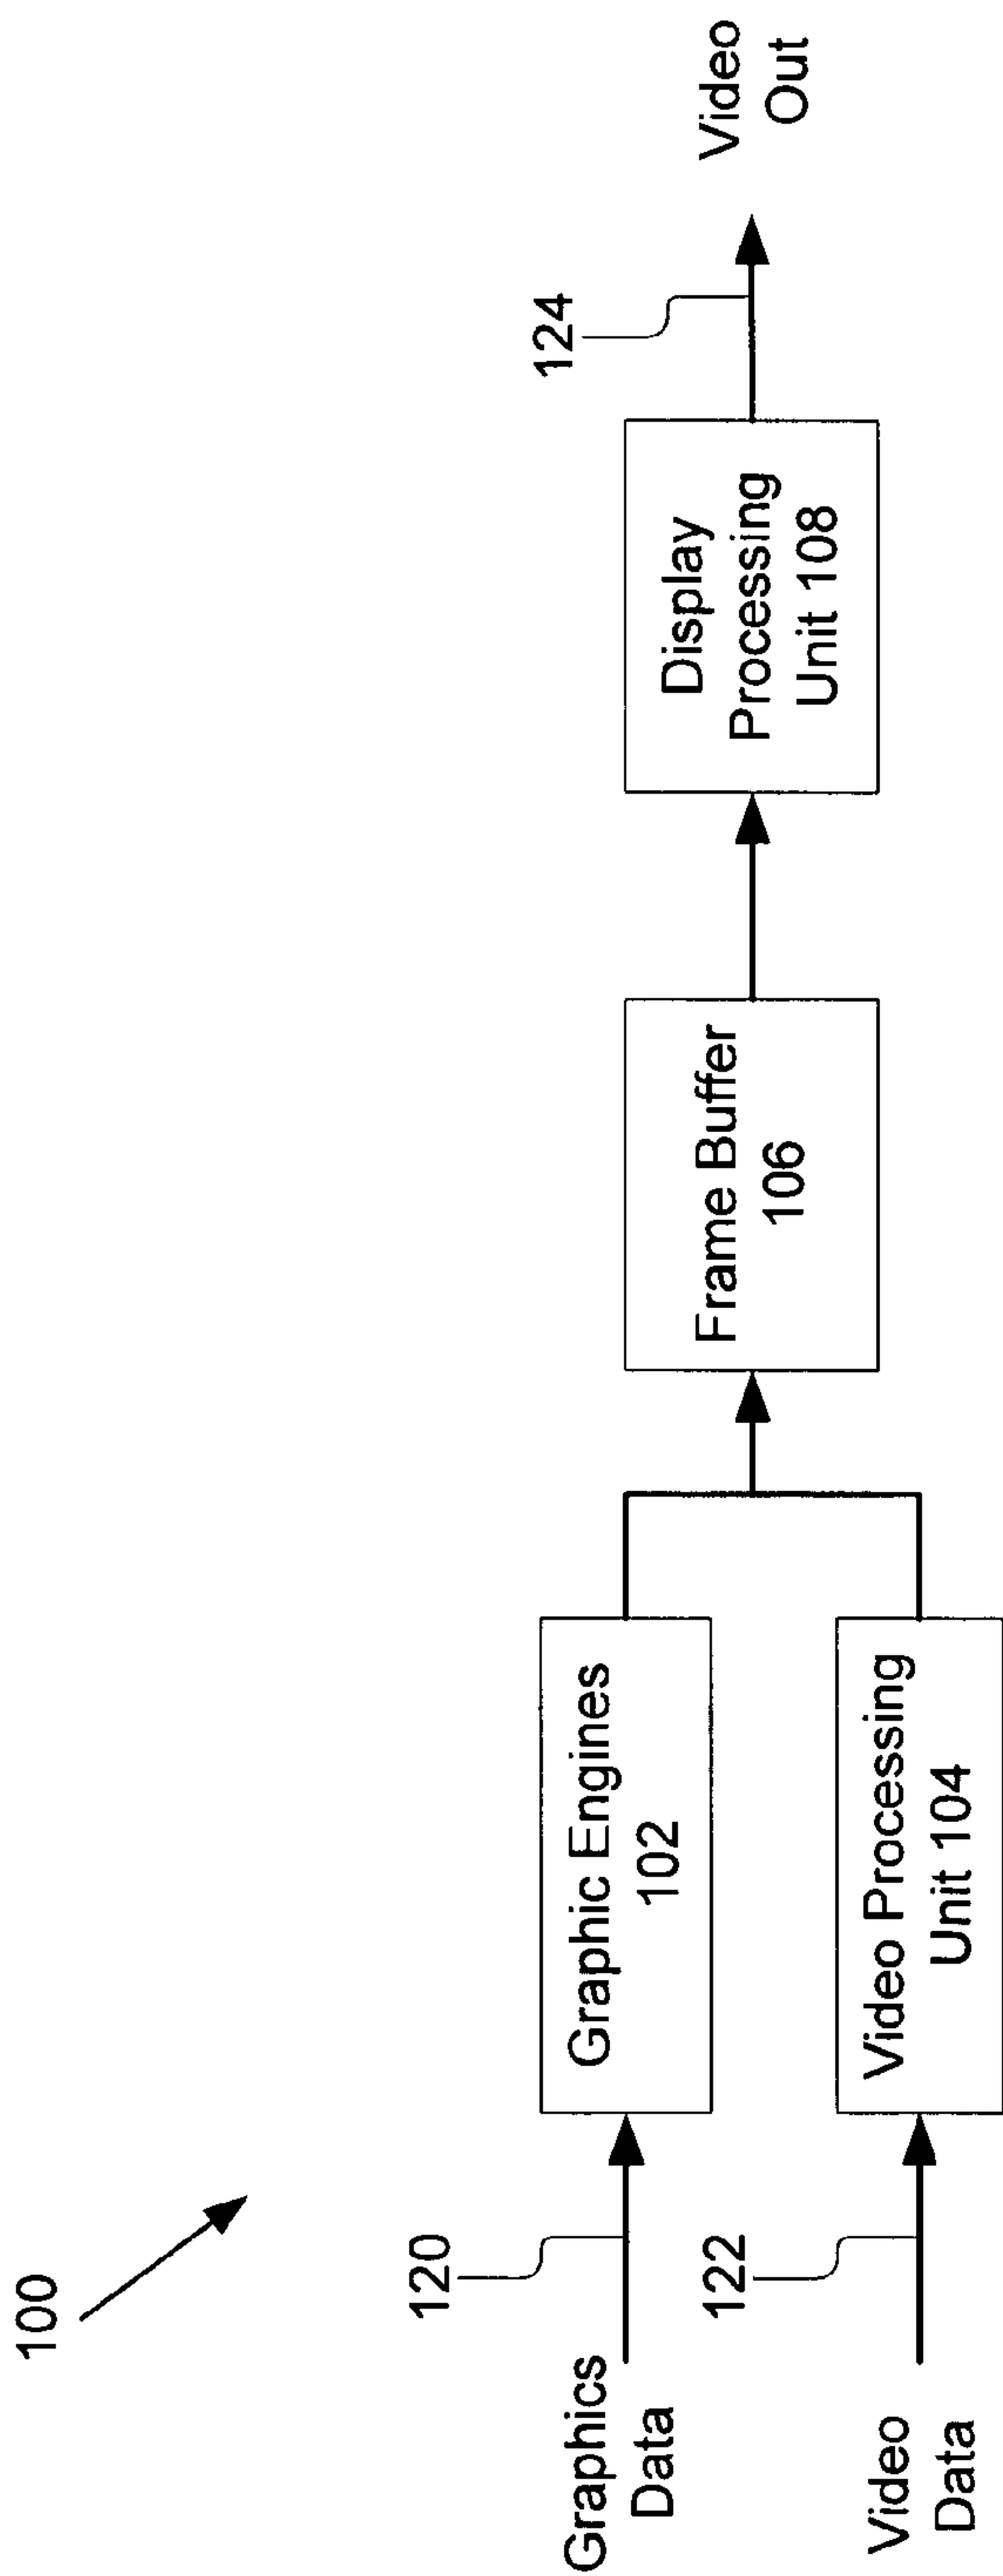 100
Graphics
Data
120
Graphic Engines
102
Video
Data
122
Video Processing
Unit 104
Frame Buffer
106
Display
Processing
Unit 108
124
Video
Out